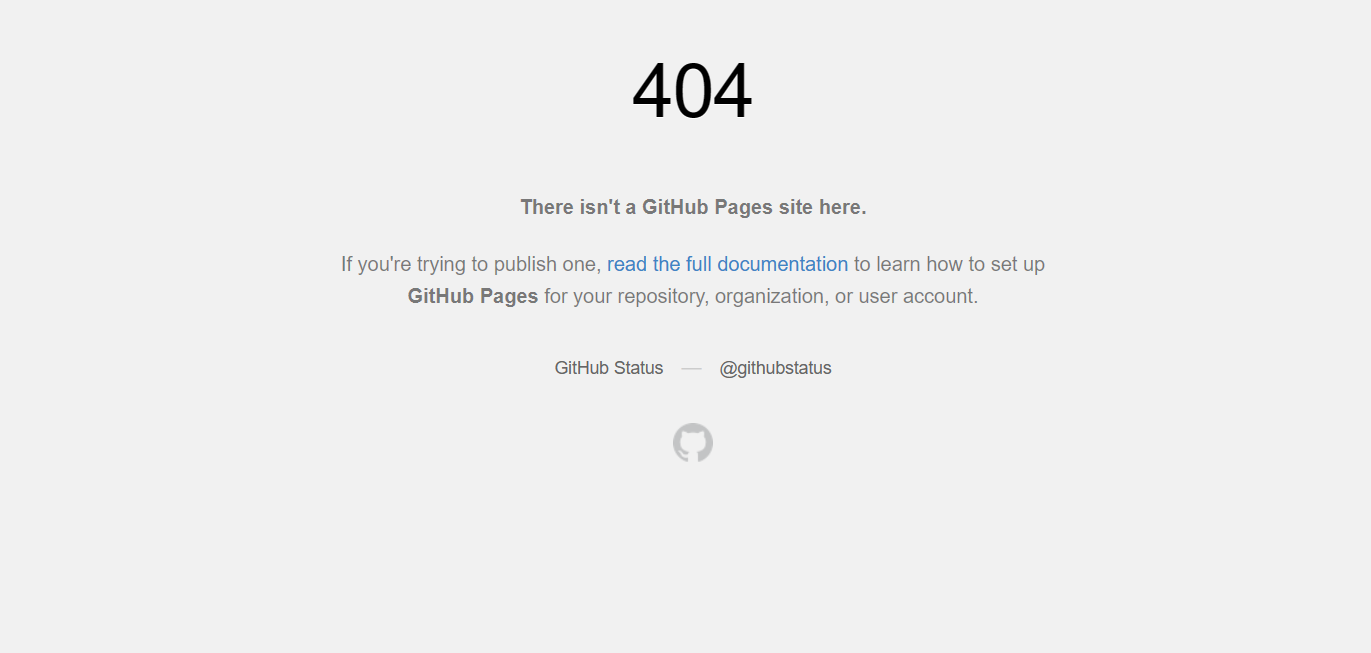 404
There isn't a GitHub Pages site here.
If you're trying to publish one, read the full documentation to learn how to set up
GitHub Pages for your repository, organization, or user account.
GitHub Status — @githubstatus